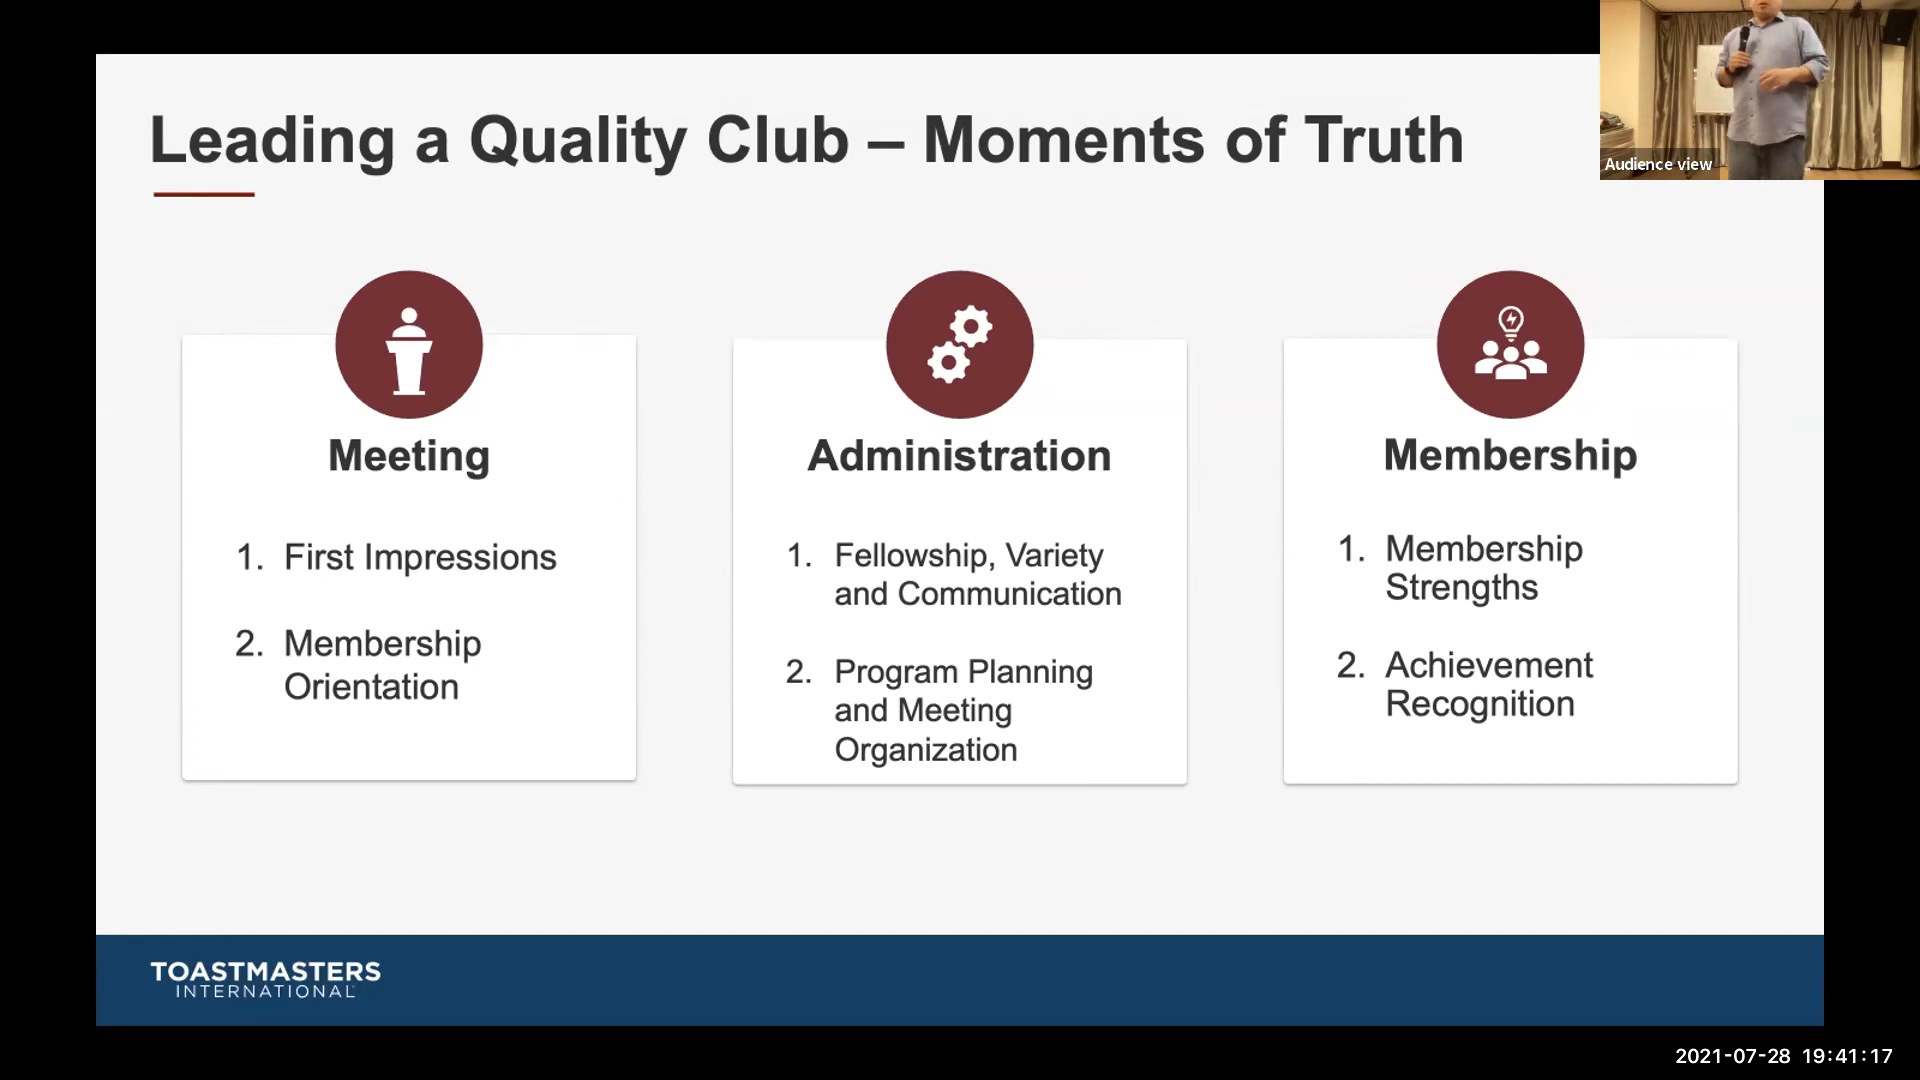 Leading a Quality Club – Moments of Truth
Audience view
Meeting
1. First Impressions
2. Membership
Orientation
Administration
1. Fellowship, Variety
and Communication
2. Program Planning
and Meeting
Organization
Membership
1. Membership
Strengths
2. Achievement
Recognition
TOASTMASTERS
INTERNATIONAL
2021-07-28 19:41:17